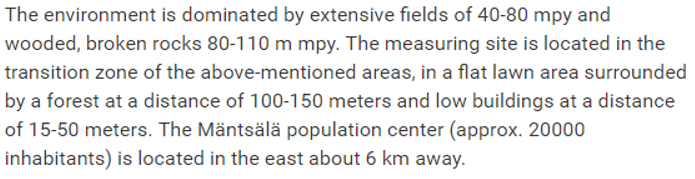 The environment is dominated by extensive fields of 40-80 mpy and
wooded, broken rocks 80-110 m mpy. The measuring site is located in the
transition zone of the above-mentioned areas, in a flat lawn area surrounded
by a forest at a distance of 100-150 meters and low buildings at a distance
of 15-50 meters. The Mäntsälä population center (approx. 20000
inhabitants) is located in the east about 6 km away.